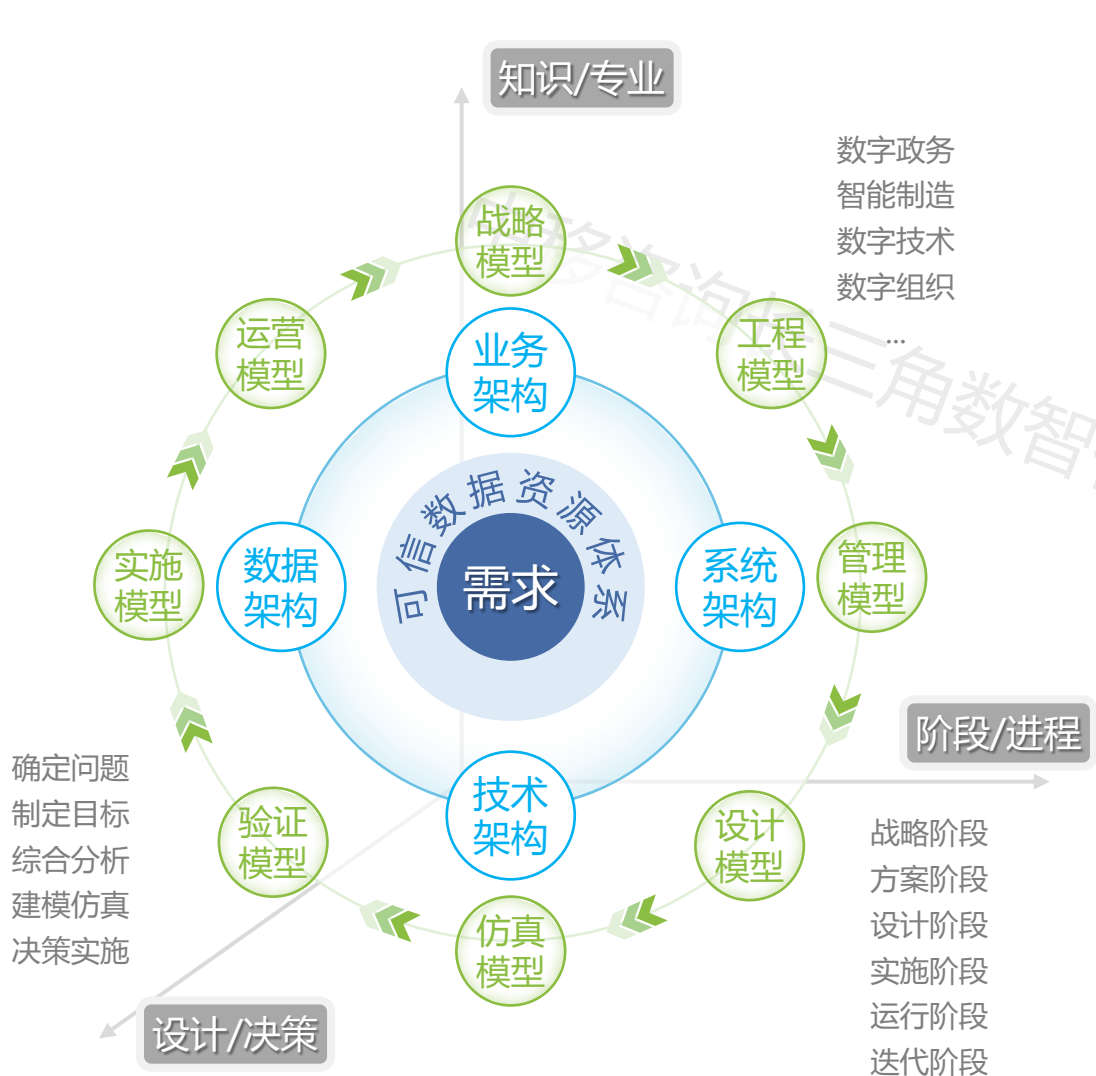 知识/专业
数字政务
智能制造
数字技术
数字组织
...
战略
模型
运营
模型
工程
模型
业务
架构
可信数据资源体系
需求
实施
模型
数据
架构
系统
架构
管理
模型
阶段/进程
确定问题
制定目标
综合分析
建模仿真
决策实施
技术
架构
验证
模型
设计
模型
仿真
模型
战略阶段
方案阶段
设计阶段
实施阶段
运行阶段
迭代阶段
设计/决策
中移咨询长三角数智